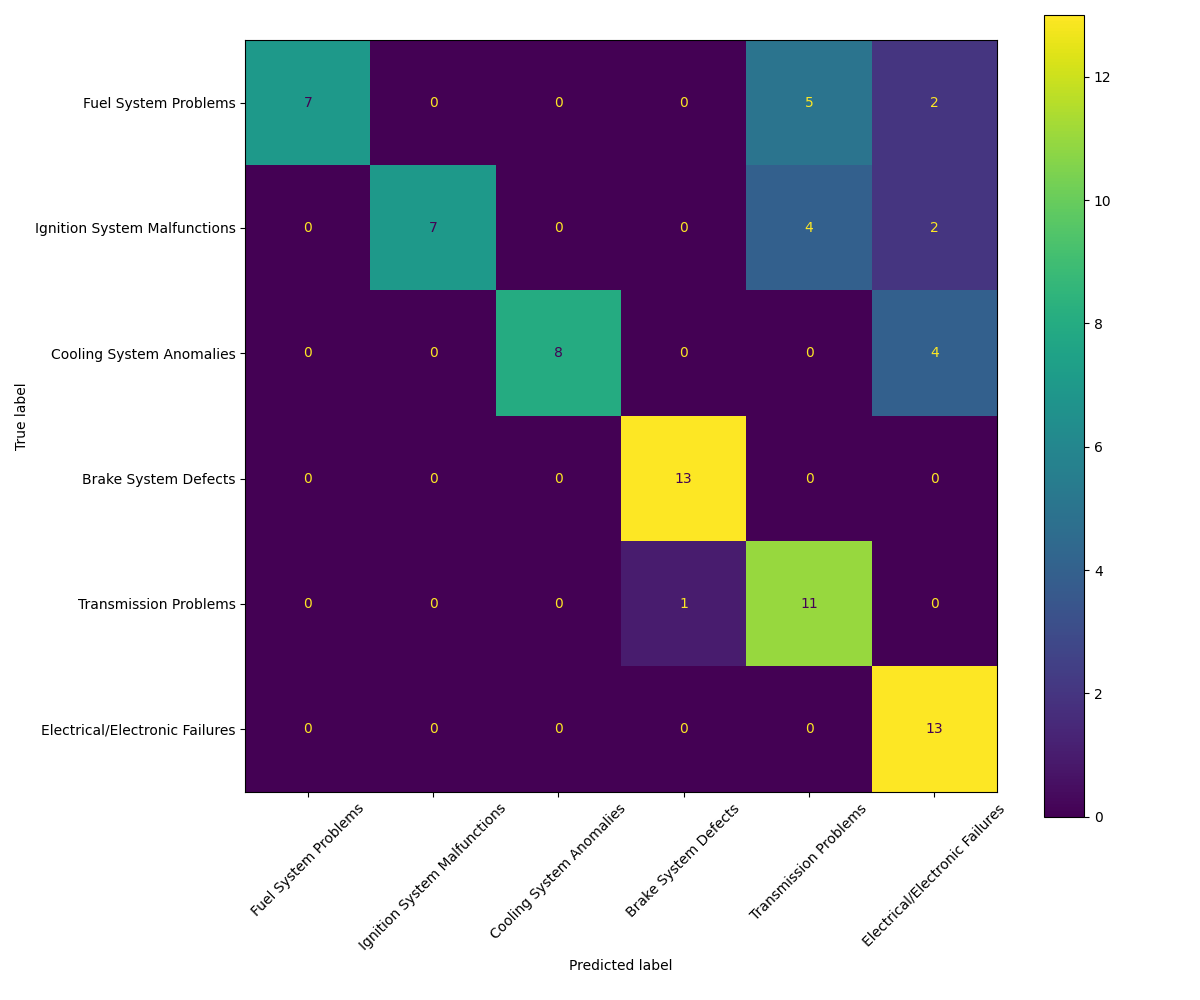 Fuel System Problems 7 0 0 0 5 2
Ignition System Malfunctions 0 7 0 0 4 2
Cooling System Anomalies 0 0 8 0 0 4
Brake System Defects 0 0 0 13 0 0
Transmission Problems 0 0 0 1 11 0
Electrical/Electronic Failures 0 0 0 0 0 13
True label
Fuel System Problems
Ignition System Malfunctions
Cooling System Anomalies
Brake System Defects
Transmission Problems
Electrical/Electronic Failures
Predicted label
12
10
8
6
4
2
0